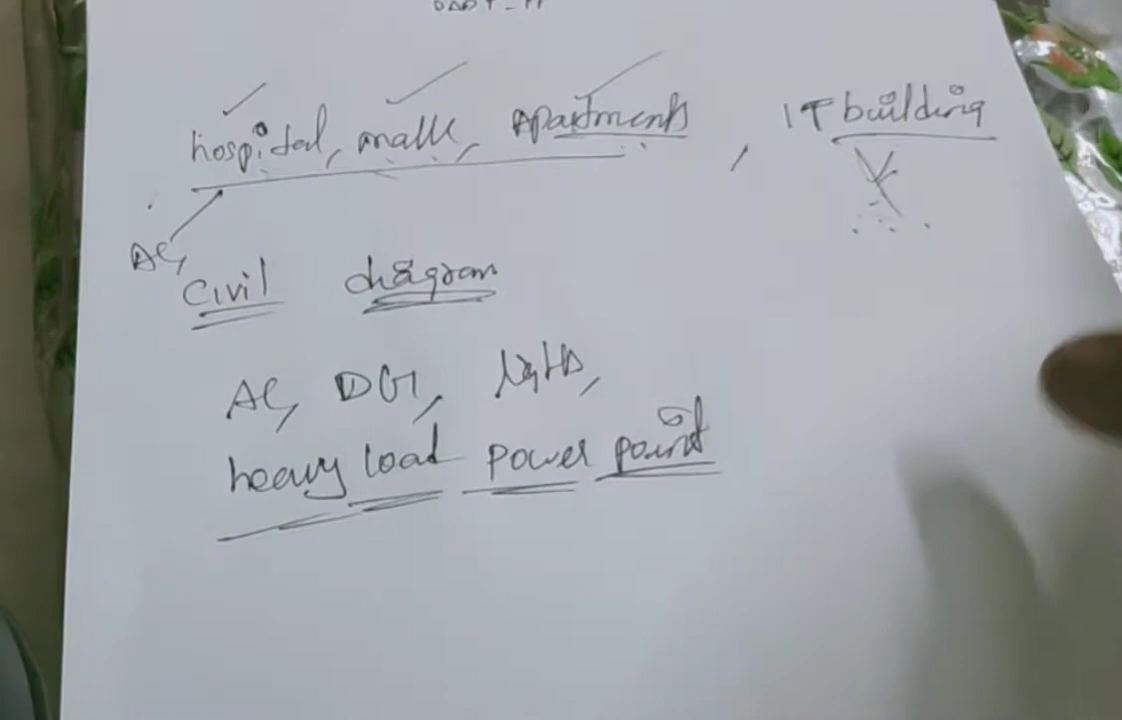 hospital, malls, Apartments, IT building
AC,
Civil diagram
AC, DG, lights,
heavy load power point